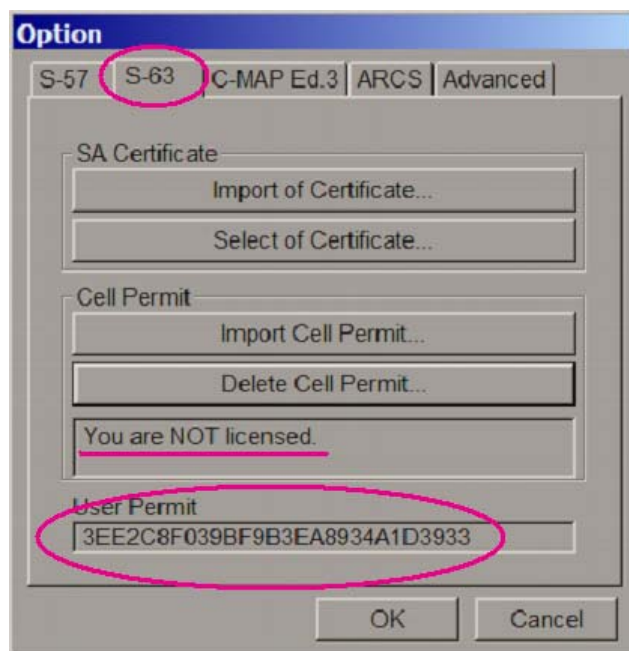 Option
S-57 S-63 C-MAP Ed.3 ARCS Advanced
SA Certificate
Import of Certificate...
Select of Certificate...
Cell Permit
Import Cell Permit...
Delete Cell Permit...
You are NOT licensed.
User Permit
3EE2C8F039BF9B3EA8934A1D3933
OK Cancel